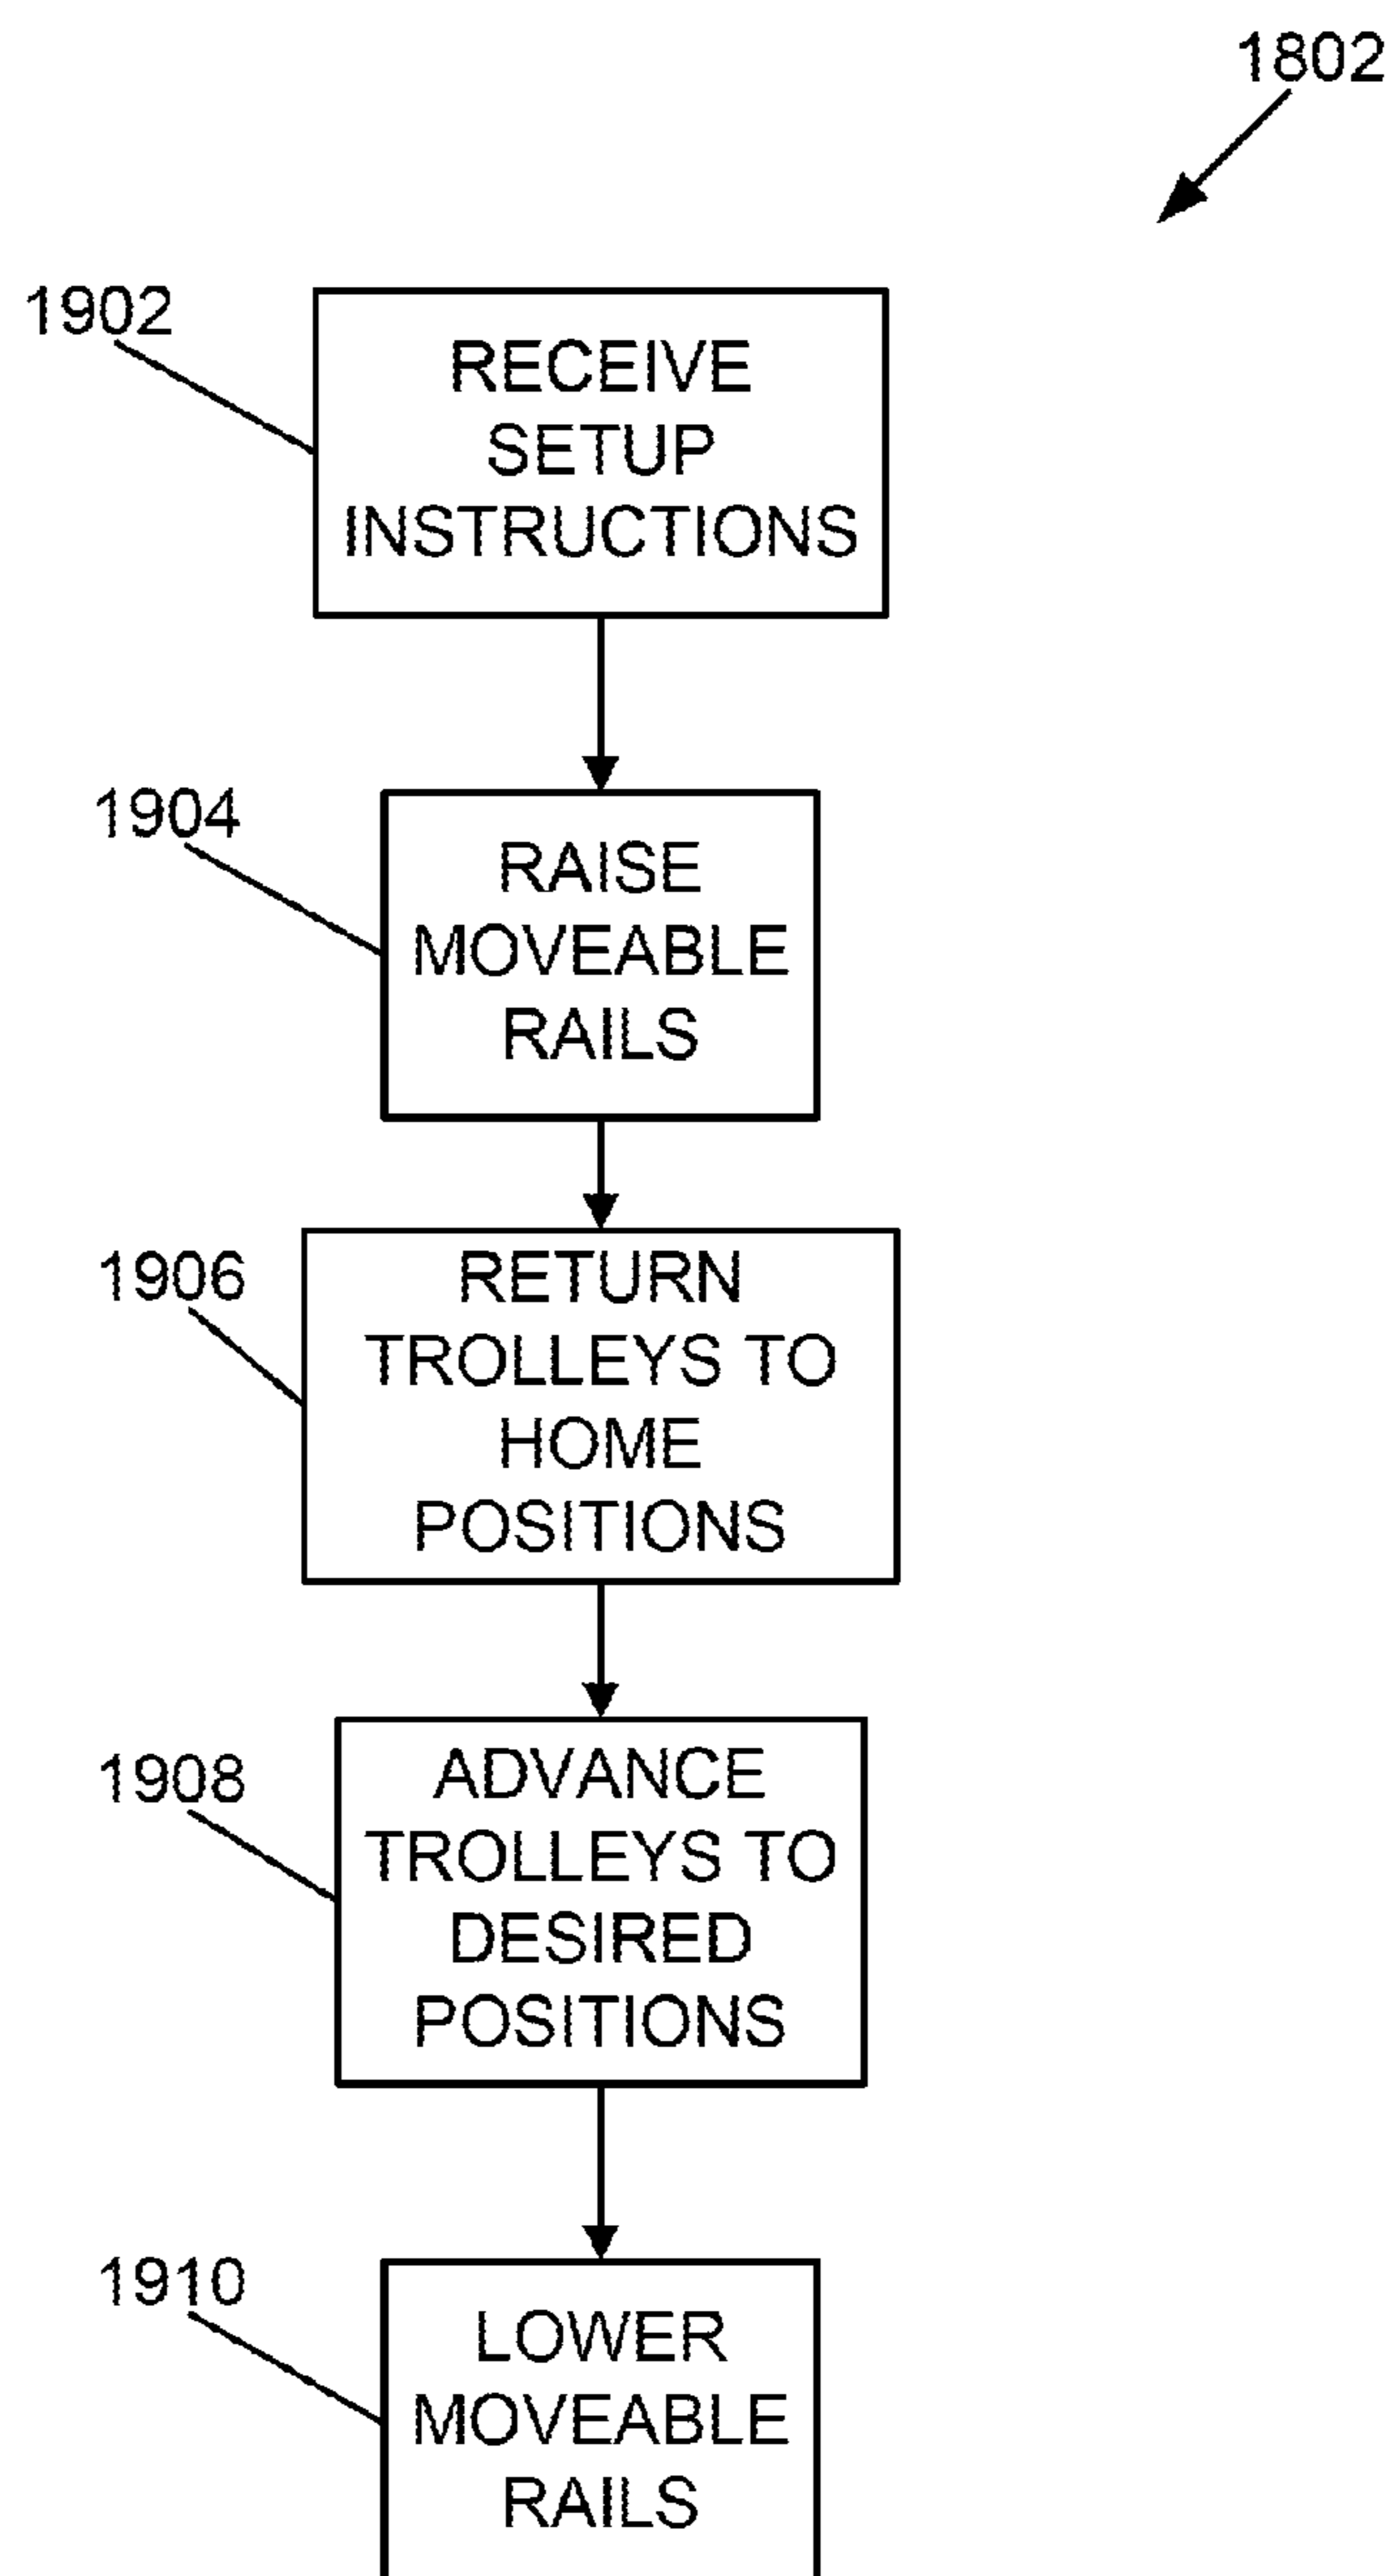 1802
1902
RECEIVE
SETUP
INSTRUCTIONS
1904
RAISE
MOVEABLE
RAILS
1906
RETURN
TROLLEYS TO
HOME
POSITIONS
1908
ADVANCE
TROLLEYS TO
DESIRED
POSITIONS
1910
LOWER
MOVEABLE
RAILS